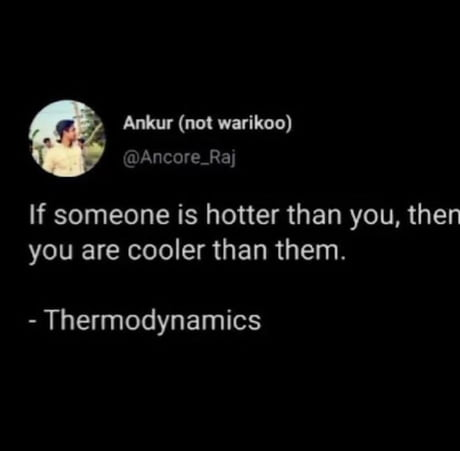 Ankur (not warikoo)
@Ancore_Raj
If someone is hotter than you, then
you are cooler than them.
- Thermodynamics